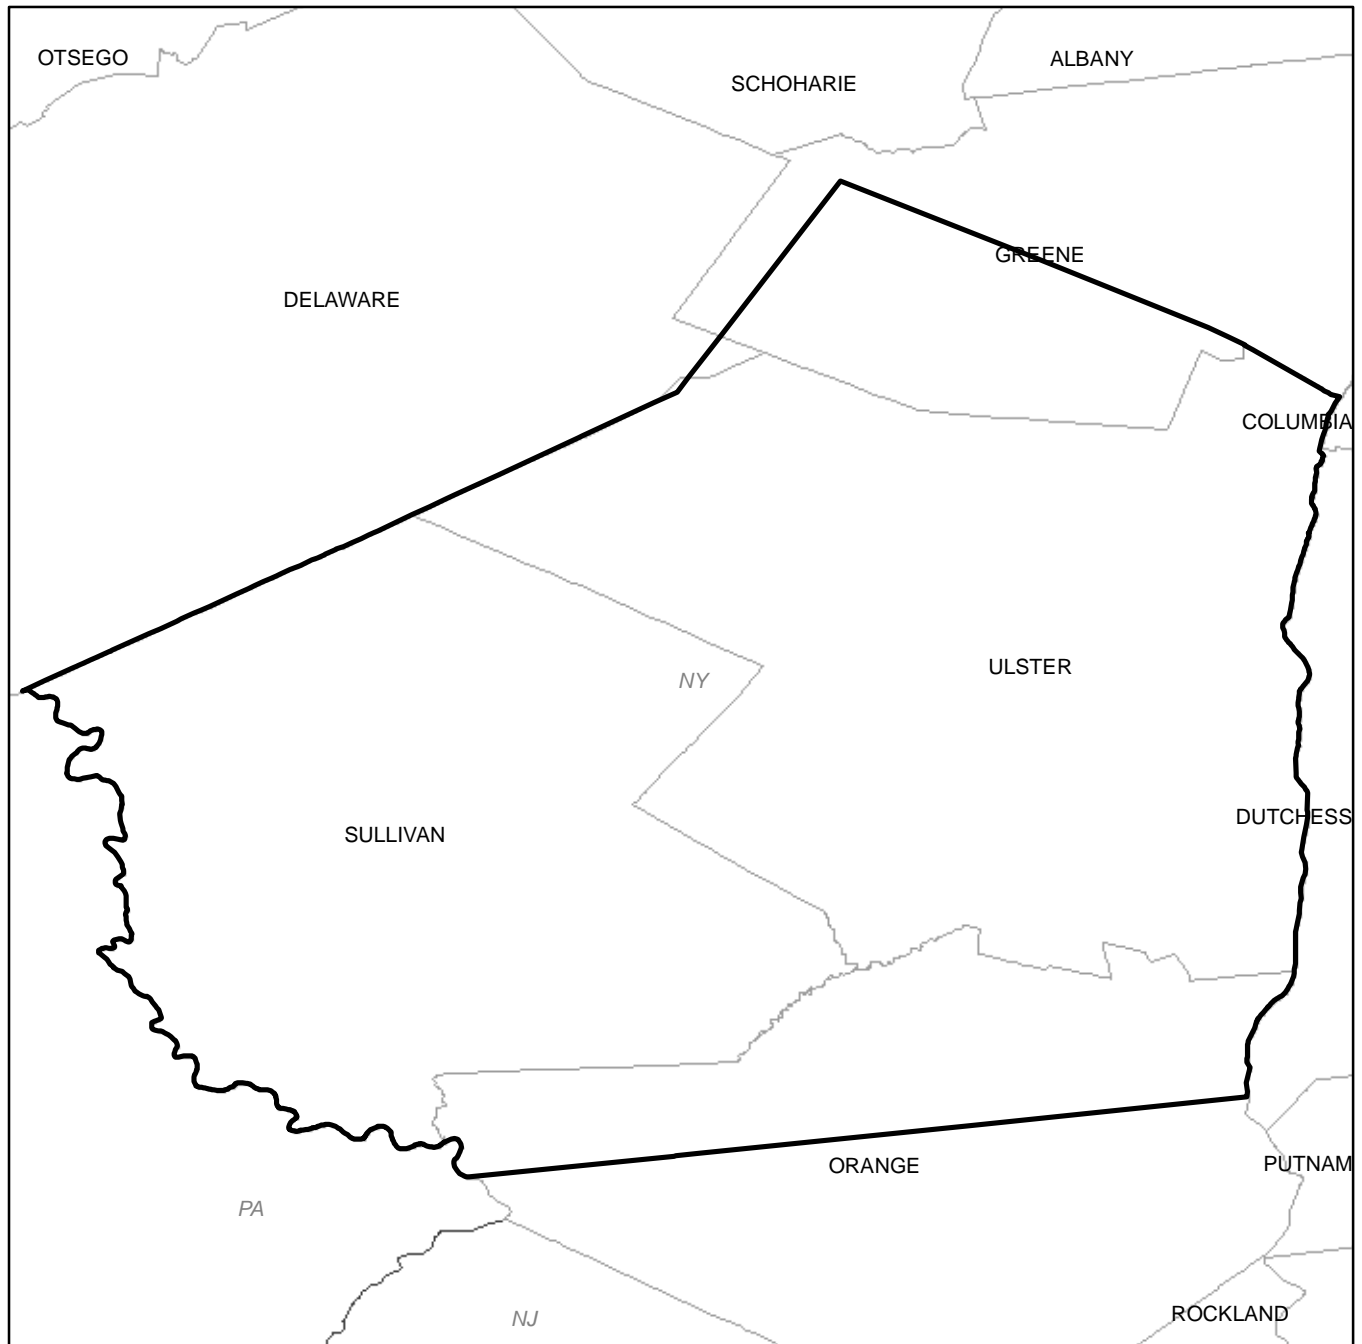 OTSEGO
ALBANY
SCHOHARIE
GREENE
DELAWARE
COLUMBIA
ULSTER
NY
DUTCHESS
SULLIVAN
PUTNAM
ORANGE
PA
ROCKLAND
NJ